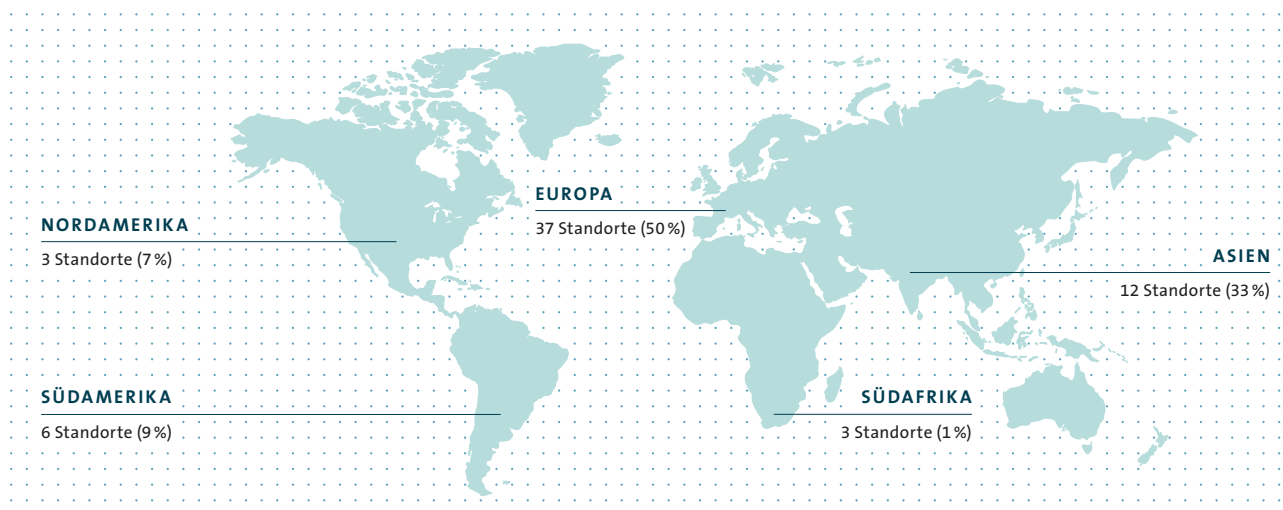 EUROPA
37 Standorte (50 %)
NORDAMERIKA
3 Standorte (7 %)
ASIEN
12 Standorte (33 %)
SÜDAMERIKA
6 Standorte (9 %)
SÜDAFRIKA
3 Standorte (1 %)